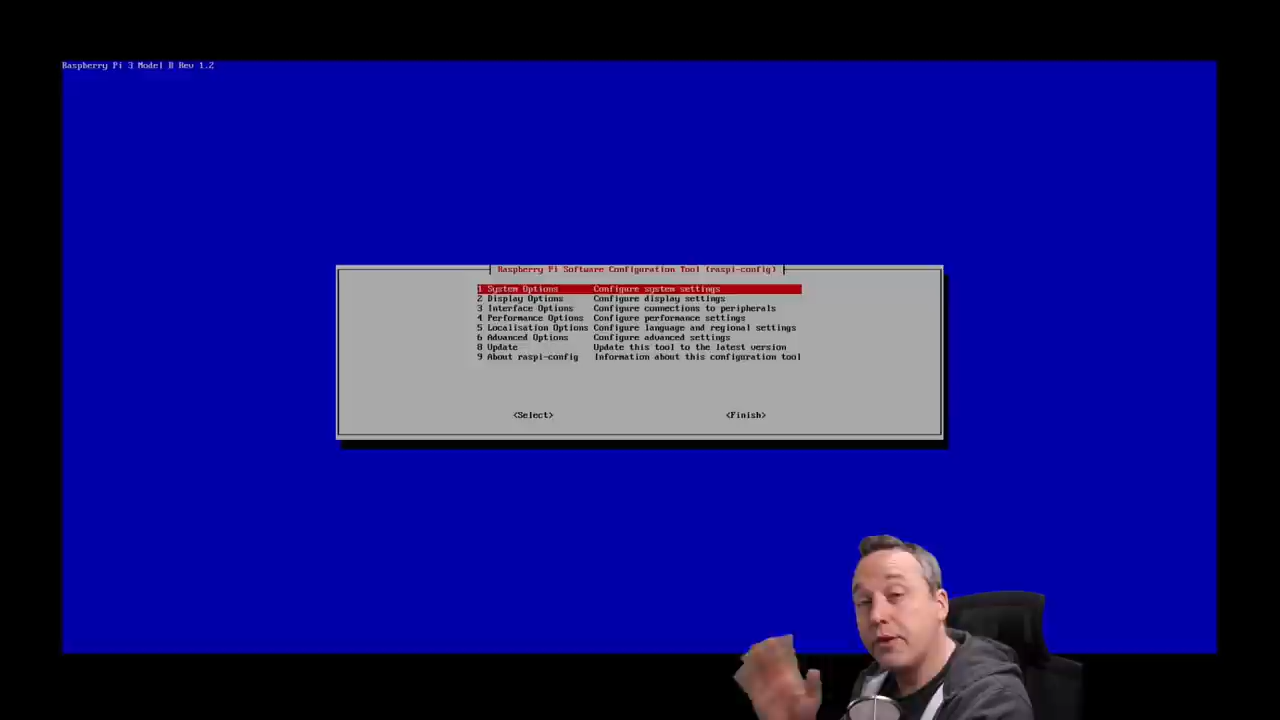 Raspberry Pi 3 Model B Rev 1.2
Raspberry Pi Software Configuration Tool (raspi-config)
1 System Options Configure system settings
2 Display Options Configure display settings
3 Interface Options Configure connections to peripherals
4 Performance Options Configure performance settings
5 Localisation Options Configure language and regional settings
6 Advanced Options Configure advanced settings
8 Update Update this tool to the latest version
9 About raspi-config Information about this configuration tool
<Select> <Finish>